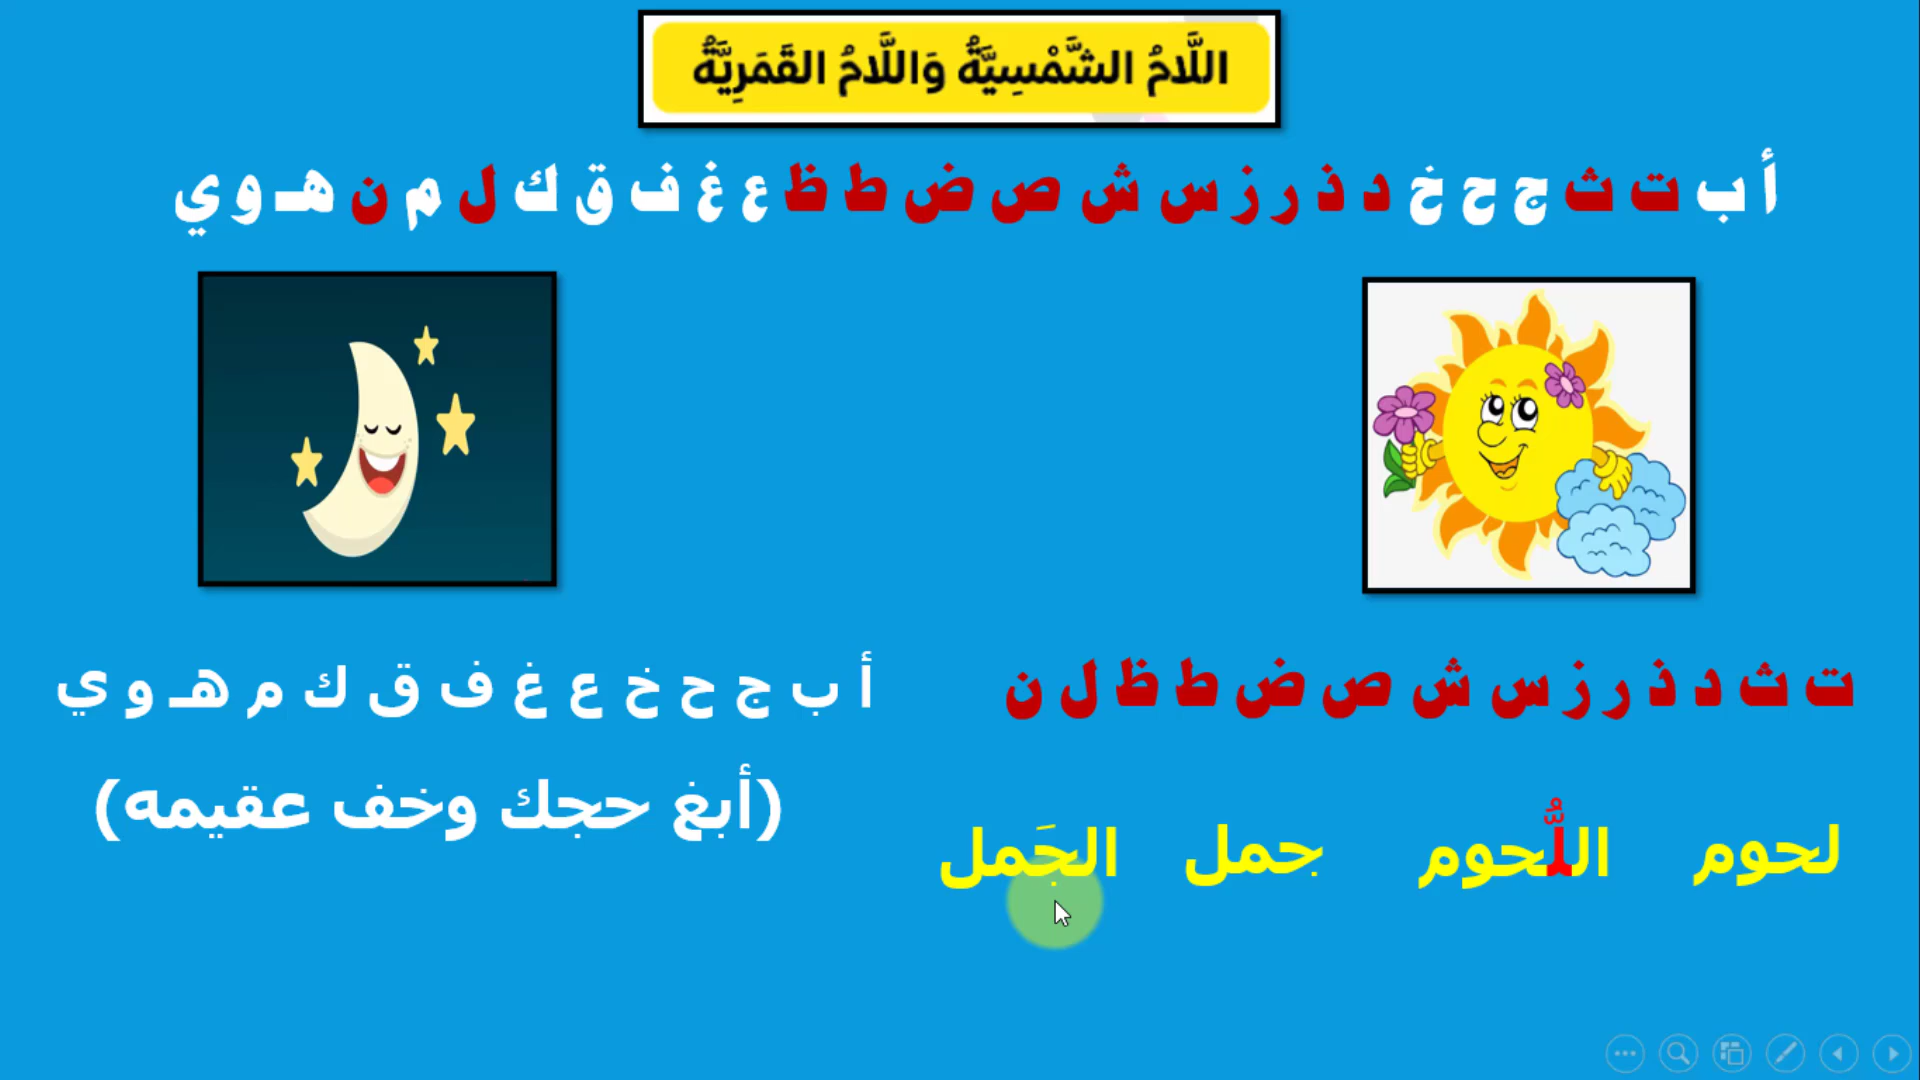 اللَّامُ الشَّمْسِيَّةُ وَاللَّامُ القَمَرِيَّةُ
أ ب ت ث ج ح خ د ذ ر ز س ش ص ض ط ظ ع غ ف ق ك ل م ن هـ و ي
ت ث د ذ ر ز س ش ص ض ط ظ ل ن
أ ب ج ح خ ع غ ف ق ك م هـ و ي
(أبغ حجك وخف عقيمه)
لحوم اللُّحوم جمل الجَمل